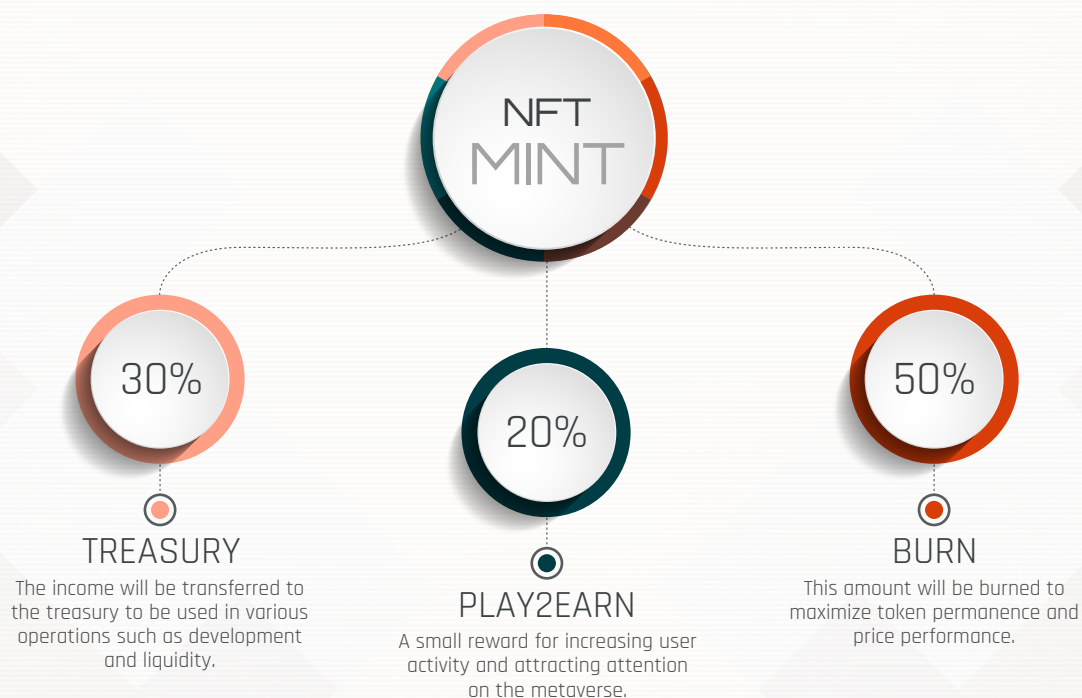 NFT
MINT
30%
TREASURY
The income will be transferred to
the treasury to be used in various
operations such as development
and liquidity.
20%
PLAY2EARN
A small reward for increasing user
activity and attracting attention
on the metaverse.
50%
BURN
This amount will be burned to
maximize token permanence and
price performance.